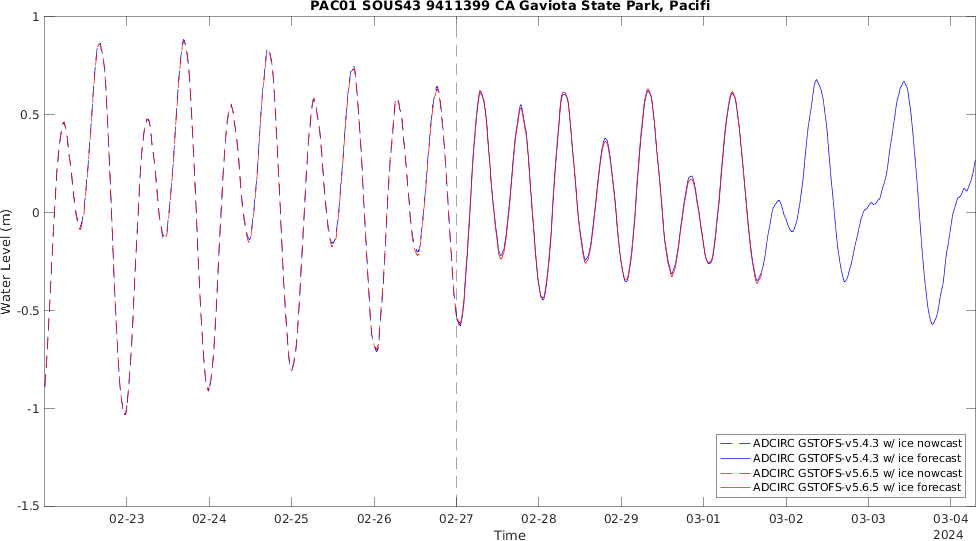 PAC01 SOUS43 9411399 CA Gaviota State Park, Pacifi
1
0.5
0
-0.5
-1
-1.5
Water Level (m)
02-23 02-24 02-25 02-26 02-27 02-28 02-29 03-01 03-02 03-03 03-04
2024
Time
ADCIRC GSTOFS-v5.4.3 w/ ice nowcast
ADCIRC GSTOFS-v5.4.3 w/ ice forecast
ADCIRC GSTOFS-v5.6.5 w/ ice nowcast
ADCIRC GSTOFS-v5.6.5 w/ ice forecast